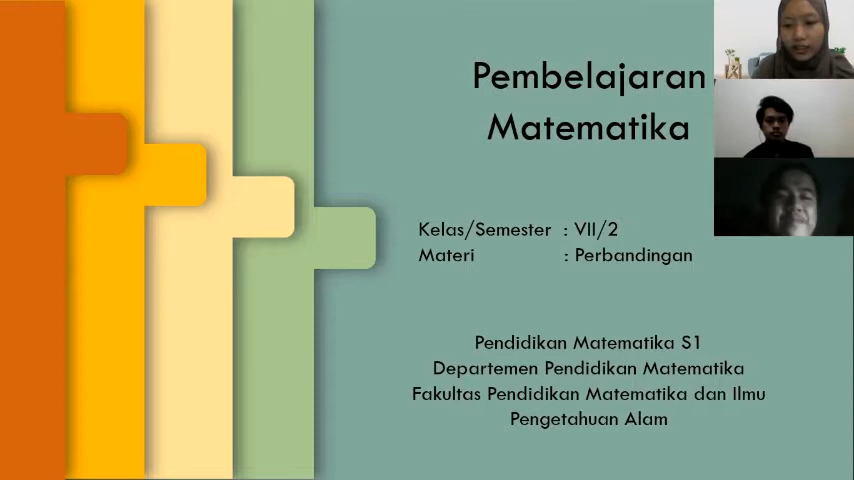 Pembelajaran
Matematika
Kelas/Semester : VII/2
Materi : Perbandingan
Pendidikan Matematika S1
Departemen Pendidikan Matematika
Fakultas Pendidikan Matematika dan Ilmu
Pengetahuan Alam